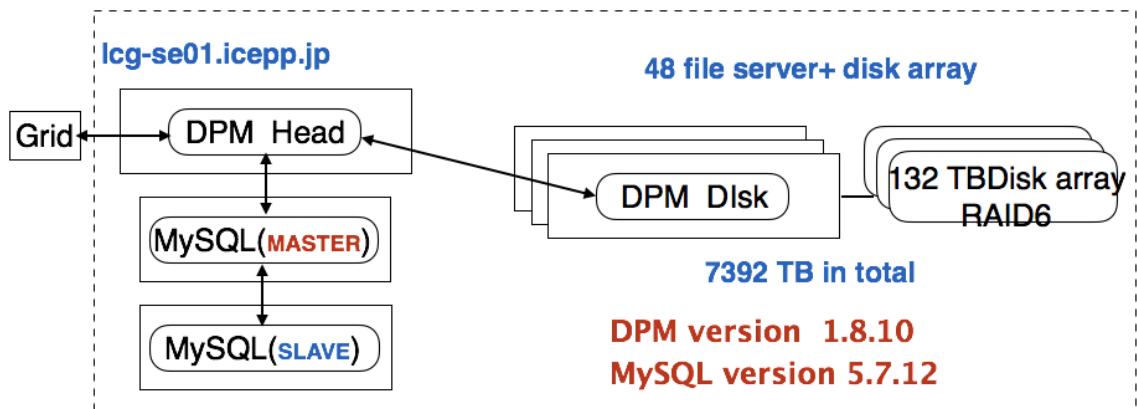 lcg-se01.icepp.jp
48 file server+ disk array
Grid
DPM Head
DPM DIsk
132 TBDisk array
RAID6
MySQL(MASTER)
7392 TB in total
MySQL(SLAVE)
DPM version 1.8.10
MySQL version 5.7.12